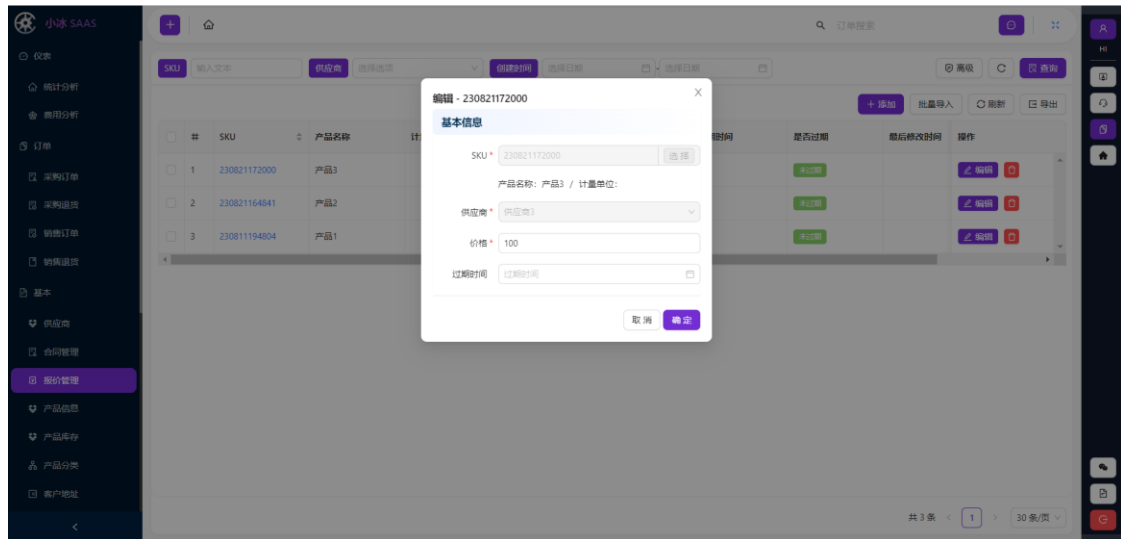 小冰 SAAS
订单搜索
HI
仪表
统计分析
费用分析
订单
采购订单
采购退货
销售订单
销售退货
基本
供应商
合同管理
报价管理
产品信息
产品库存
产品分类
客户地址
SKU 输入文本 供应商 选择选项 创建时间 选择日期 - 选择日期 高级 查询
+ 添加 批量导入 刷新 导出
# SKU 产品名称 是否过期 最后修改时间 操作
1 230821172000 产品3 未过期 编辑
2 230821164841 产品2 未过期 编辑
3 230811194804 产品1 未过期 编辑
编辑 - 230821172000
基本信息
SKU * 230821172000 选择
产品名称: 产品3 / 计量单位:
供应商 * 供应商3
价格 * 100
过期时间 过期时间
取消 确定
共 3 条 < 1 > 30 条/页